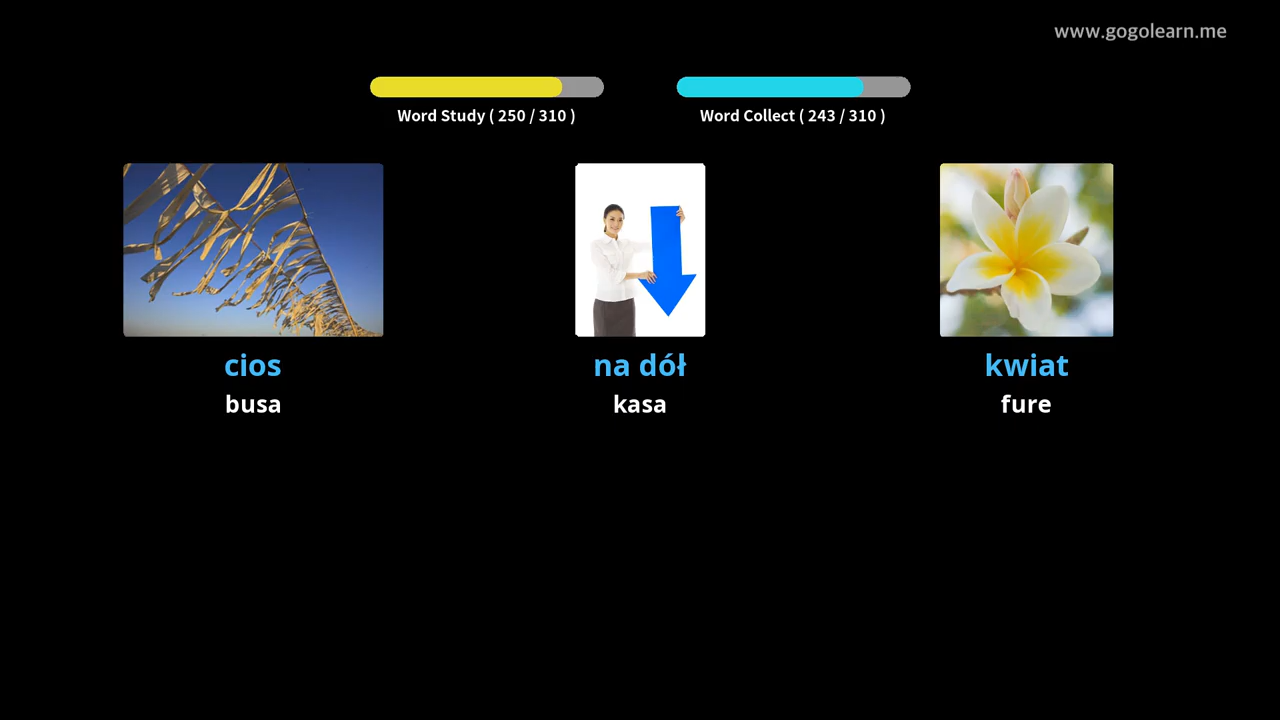 www.gogolearn.me
Word Study ( 250 / 310 )
Word Collect ( 243 / 310 )
cios
na dół
kwiat
busa
kasa
fure